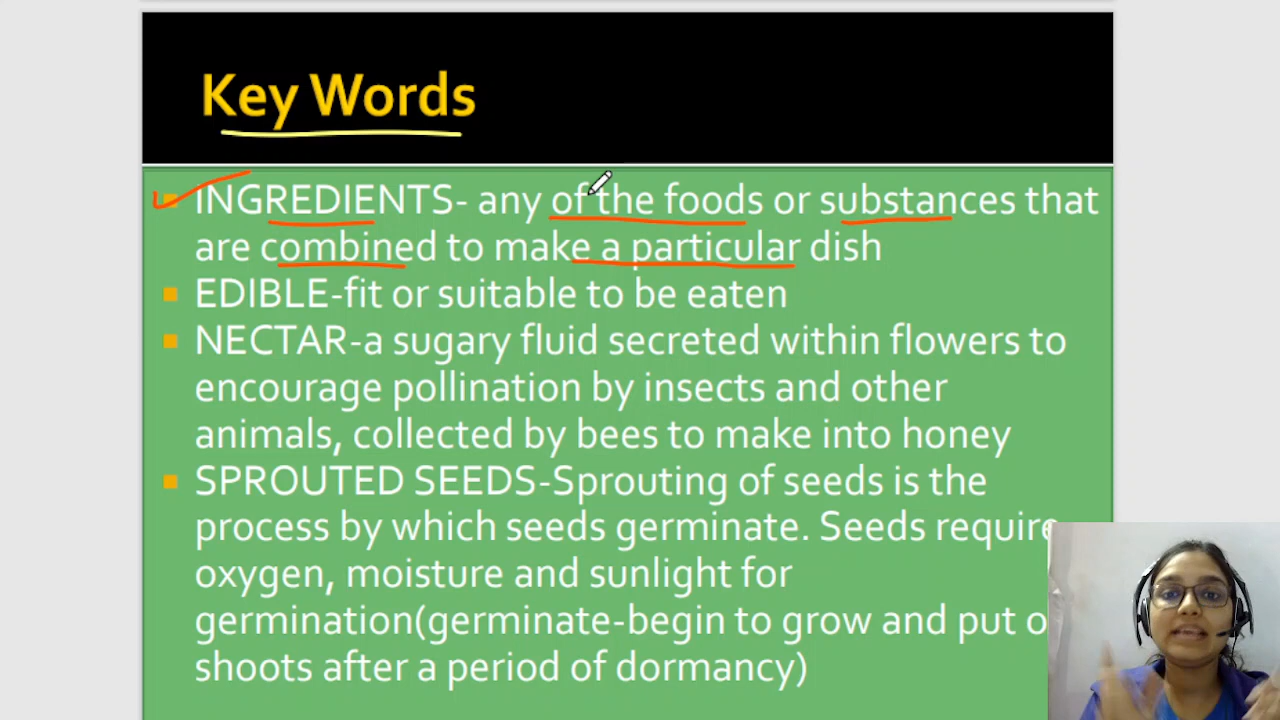 Key Words
INGREDIENTS- any of the foods or substances that
are combined to make a particular dish
EDIBLE-fit or suitable to be eaten
NECTAR-a sugary fluid secreted within flowers to
encourage pollination by insects and other
animals, collected by bees to make into honey
SPROUTED SEEDS-Sprouting of seeds is the
process by which seeds germinate. Seeds require
oxygen, moisture and sunlight for
germination(germinate-begin to grow and put
shoots after a period of dormancy)